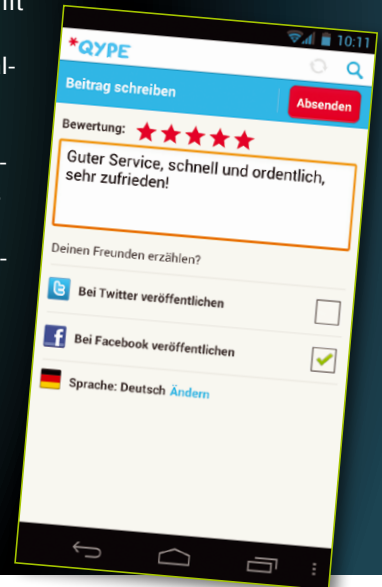 10:11
*QYPE
Beitrag schreiben
Absenden
Bewertung:
Guter Service, schnell und ordentlich,
sehr zufrieden!
Deinen Freunden erzählen?
Bei Twitter veröffentlichen
Bei Facebook veröffentlichen
Sprache: Deutsch Ändern